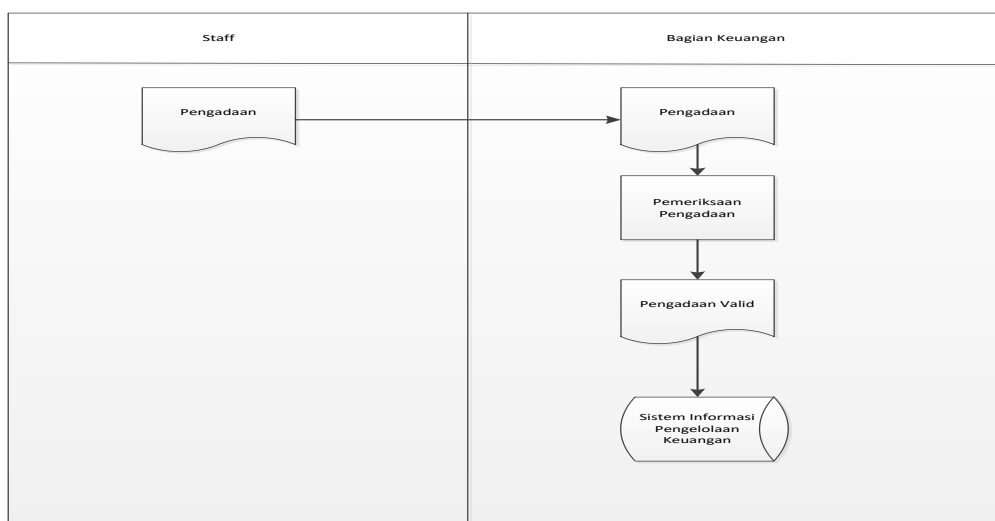 Staff
Bagian Keuangan
Pengadaan
Pengadaan
Pemeriksaan
Pengadaan
Pengadaan Valid
Sistem Informasi
Pengelolaan
Keuangan